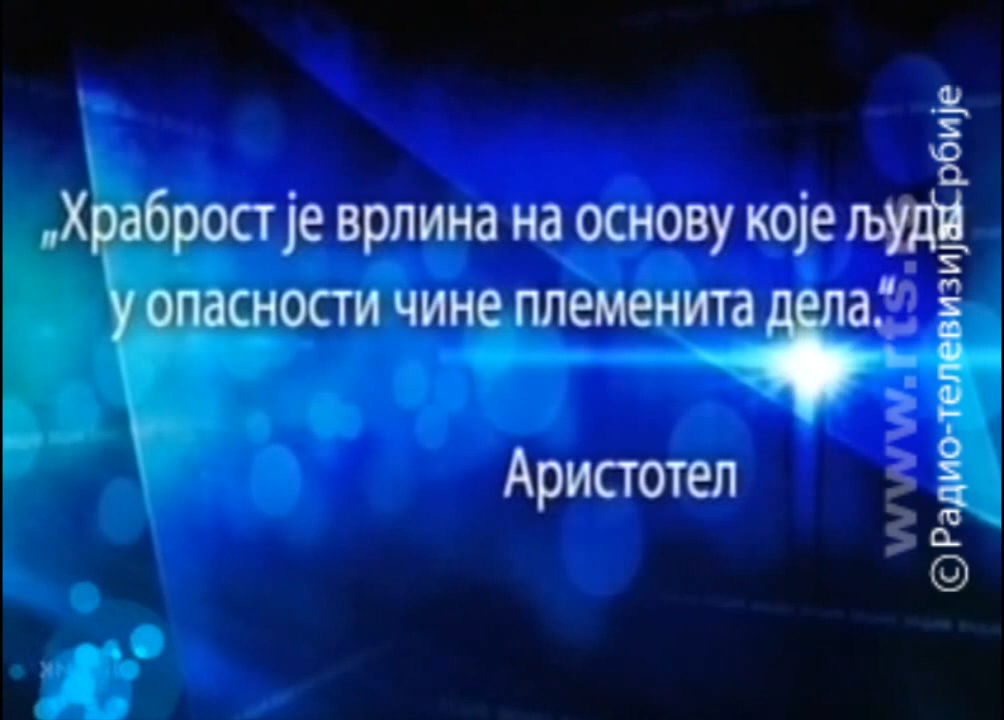 „Храброст је врлина на основу које људи
у опасности чине племенита дела.“
Аристотел
www.rts.rs
©Радио-телевизија Србије